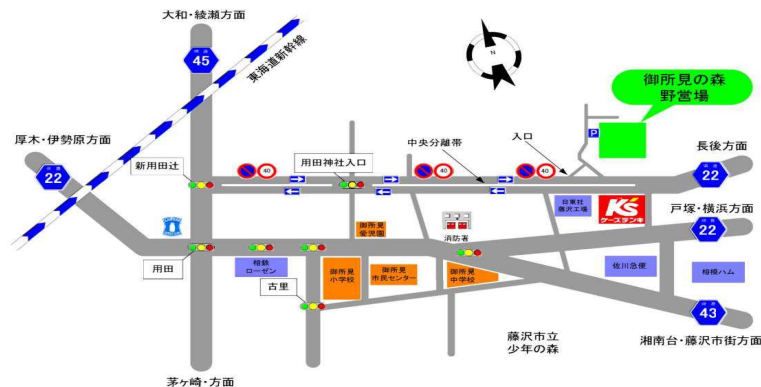 大和・綾瀬方面
45
東海道新幹線
N
御所見の森
野営場
厚木・伊勢原方面
22
中央分離帯
入口
P
長後方面
新用田辻
40
用田神社入口
40
40
22
日東社
藤沢工場
K's
ケーズデンキ
戸塚・横浜方面
22
御所見
愛児園
消防署
用田
相鉄
ローゼン
御所見
小学校
御所見
市民センター
御所見
中学校
佐川急便
相模ハム
古里
43
藤沢市立
少年の森
湘南台・藤沢市街方面
茅ヶ崎・方面